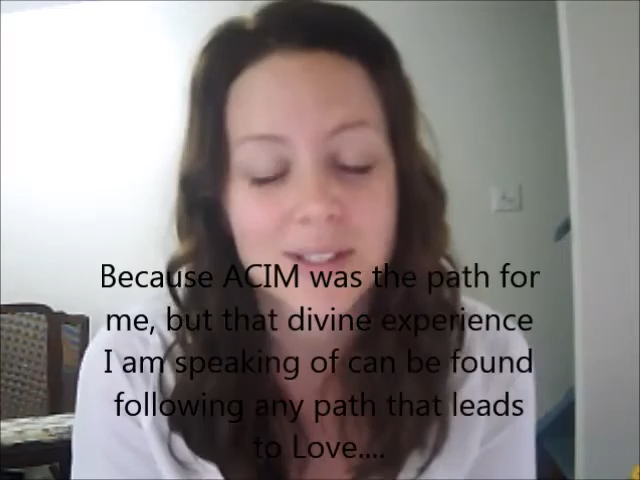 Because ACIM was the path for
me, but that divine experience
I am speaking of can be found
following any path that leads
to Love....